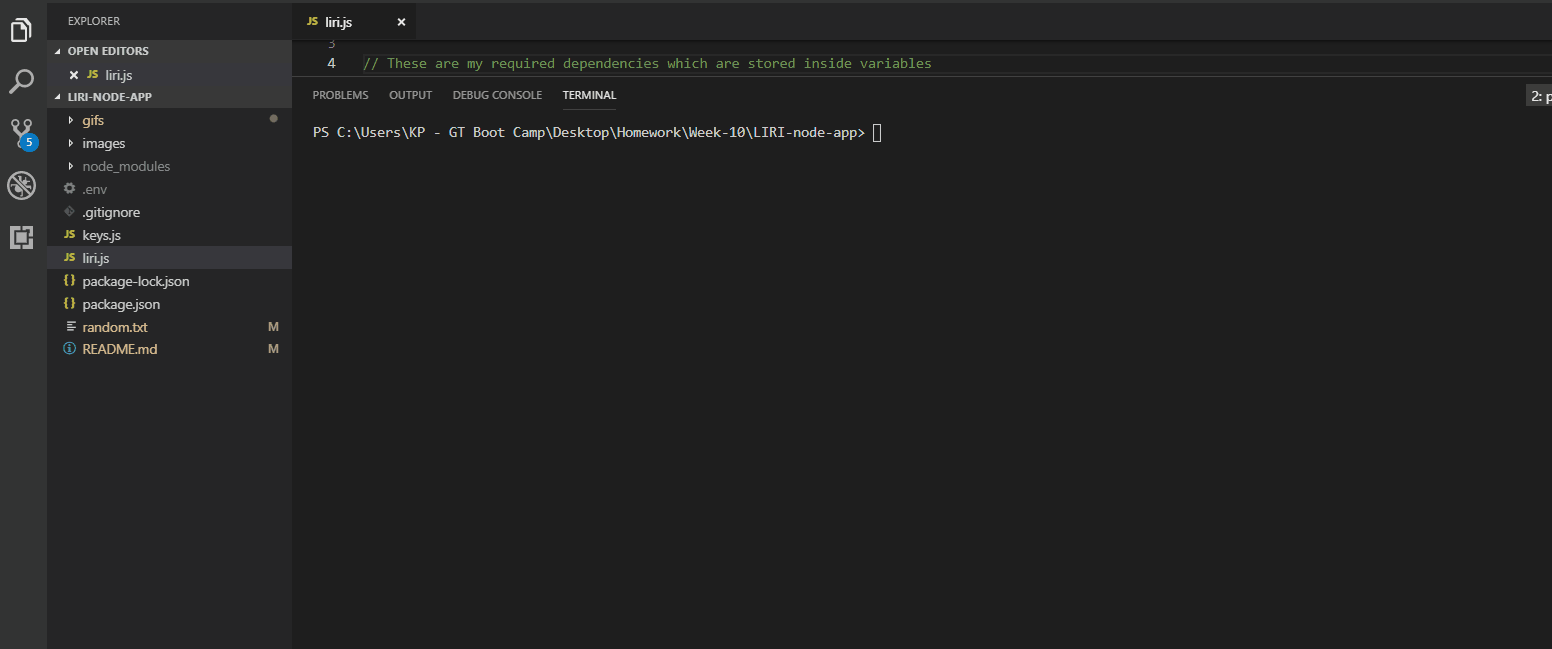 EXPLORER
OPEN EDITORS
JS liri.js
LIRI-NODE-APP
gifs
images
node_modules
.env
.gitignore
JS keys.js
JS liri.js
{} package-lock.json
{} package.json
random.txt M
README.md M
5
JS liri.js
3
4 // These are my required dependencies which are stored inside variables
PROBLEMS OUTPUT DEBUG CONSOLE TERMINAL
2: p
PS C:\Users\KP - GT Boot Camp\Desktop\Homework\Week-10\LIRI-node-app>